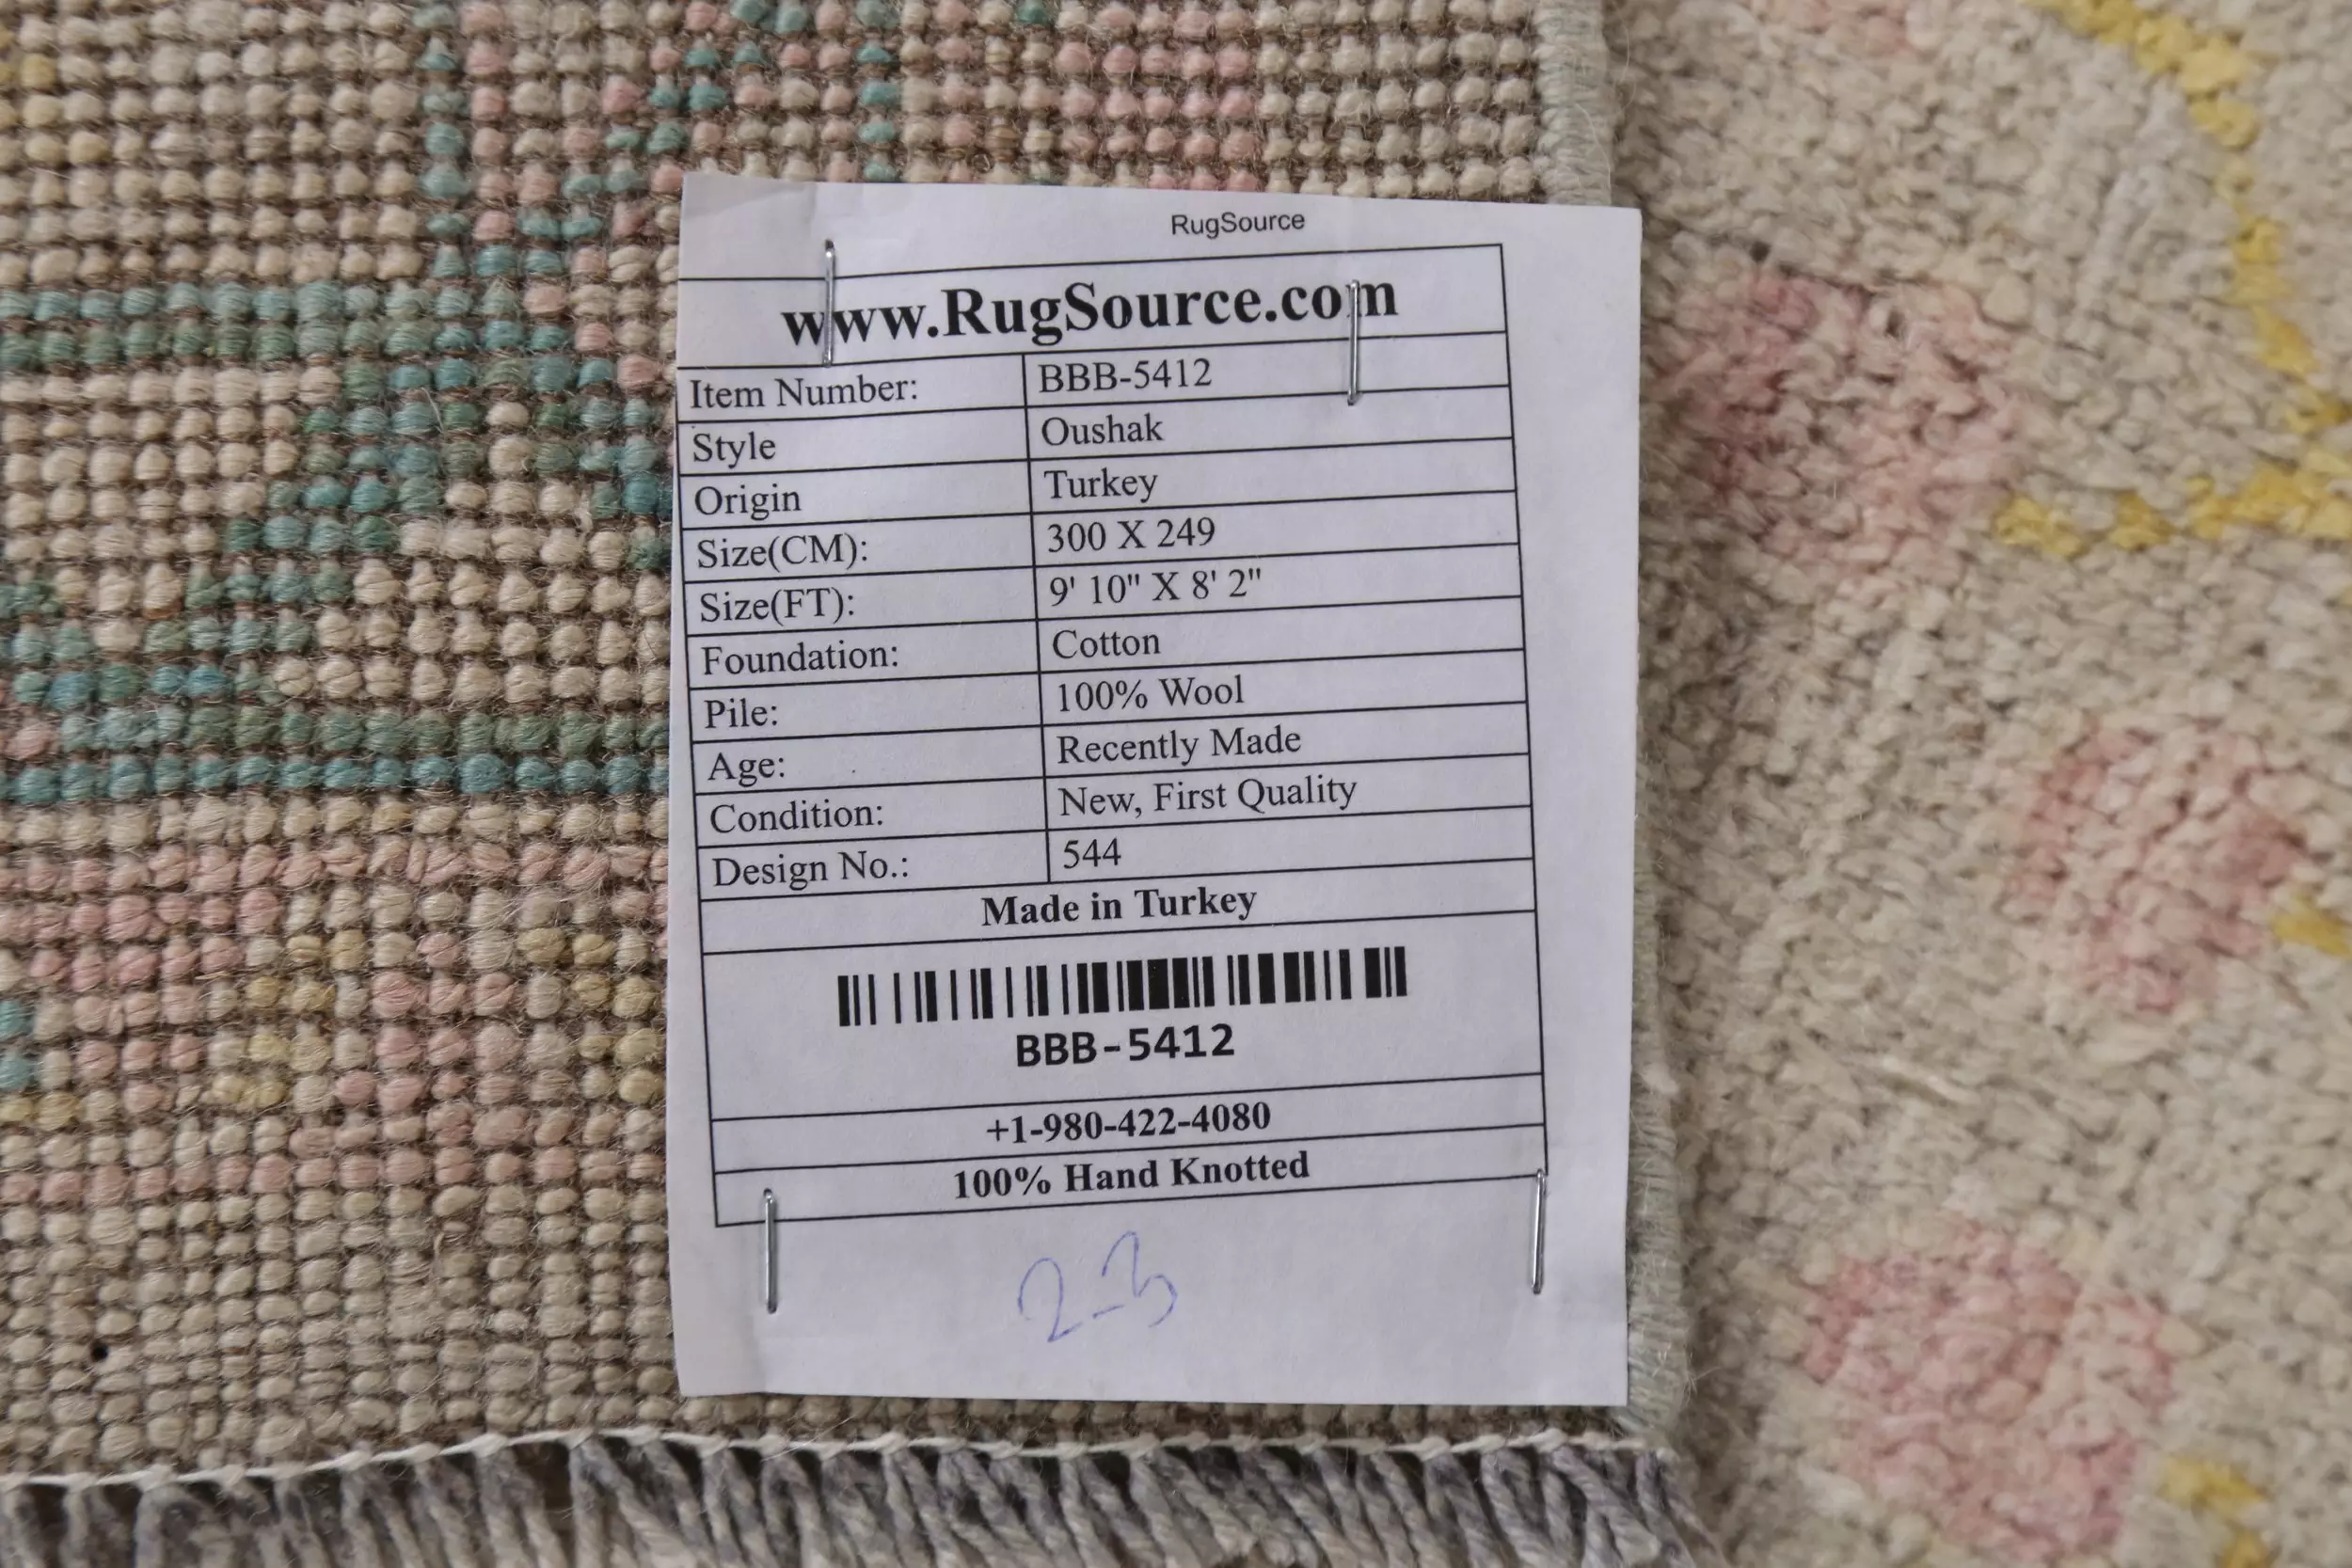 RugSource
www.RugSource.com
Item Number: BBB-5412
Style Oushak
Origin Turkey
Size(CM): 300 X 249
Size(FT): 9' 10" X 8' 2"
Foundation: Cotton
Pile: 100% Wool
Age: Recently Made
Condition: New, First Quality
Design No.: 544
Made in Turkey
BBB-5412
+1-980-422-4080
100% Hand Knotted
2-3